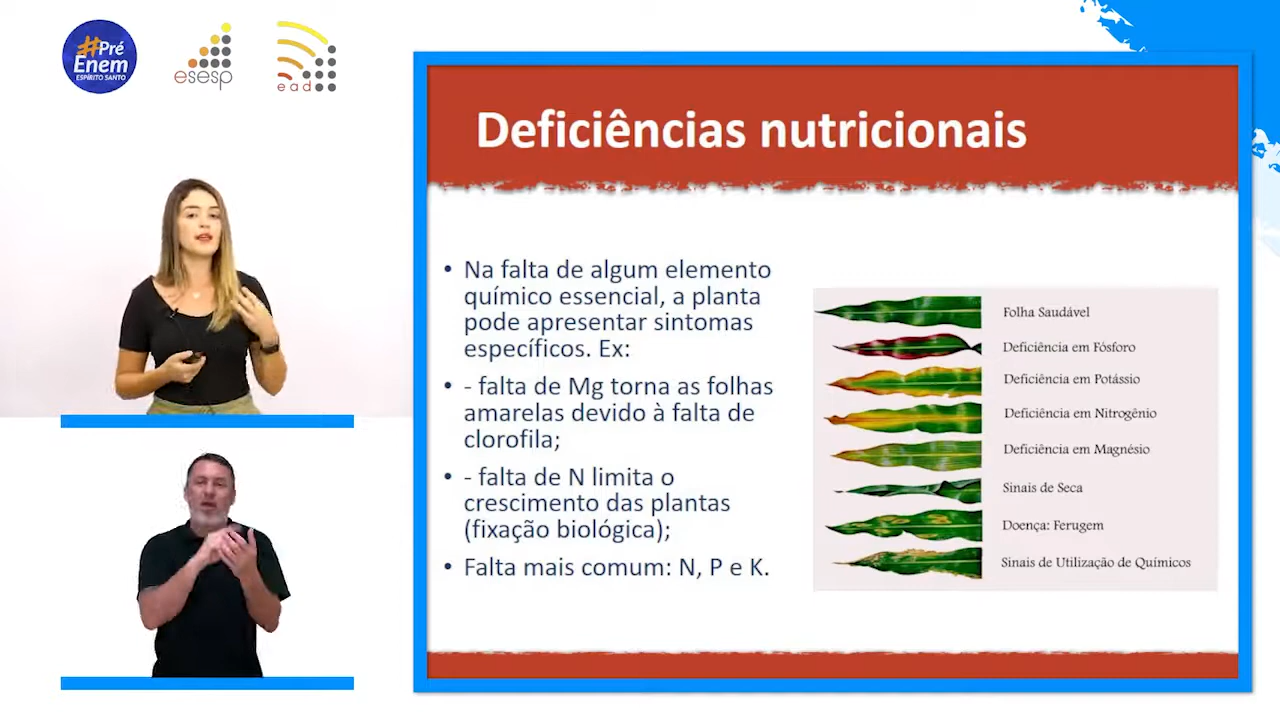 #Pré
Enem
ESPÍRITO SANTO
esesp
ead
Deficiências nutricionais
• Na falta de algum elemento
químico essencial, a planta
pode apresentar sintomas
específicos. Ex:
• - falta de Mg torna as folhas
amarelas devido à falta de
clorofila;
• - falta de N limita o
crescimento das plantas
(fixação biológica);
• Falta mais comum: N, P e K.
Folha Saudável
Deficiência em Fósforo
Deficiência em Potássio
Deficiência em Nitrogênio
Deficiência em Magnésio
Sinais de Seca
Doença: Ferugem
Sinais de Utilização de Químicos